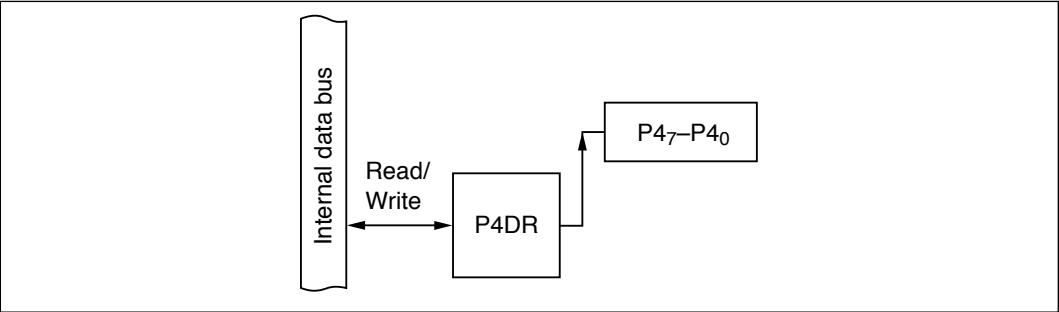 Internal data bus
Read/
Write
P4DR
P4₇–P4₀